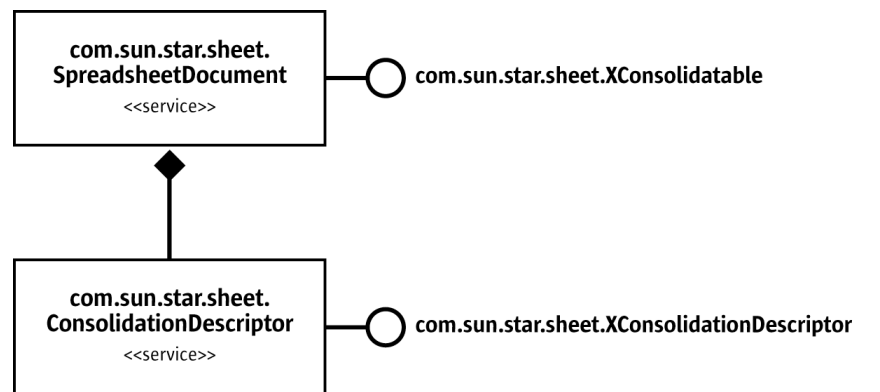 com.sun.star.sheet.
SpreadsheetDocument
<<service>>
com.sun.star.sheet.XConsolidatable
com.sun.star.sheet.
ConsolidationDescriptor
<<service>>
com.sun.star.sheet.XConsolidationDescriptor